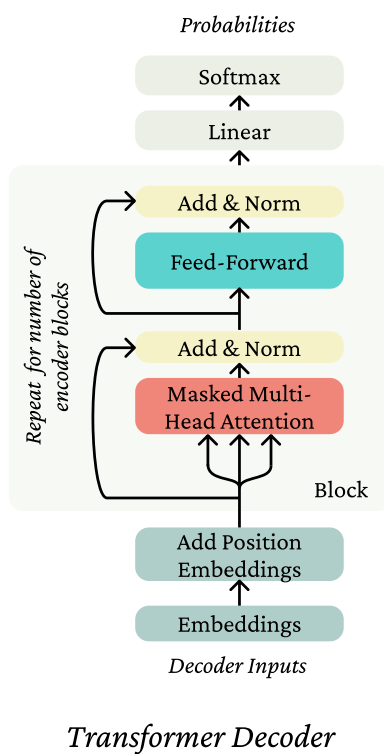 Probabilities
Softmax
Linear
Add & Norm
Feed-Forward
Repeat for number of
encoder blocks
Add & Norm
Masked Multi-
Head Attention
Block
Add Position
Embeddings
Embeddings
Decoder Inputs
Transformer Decoder